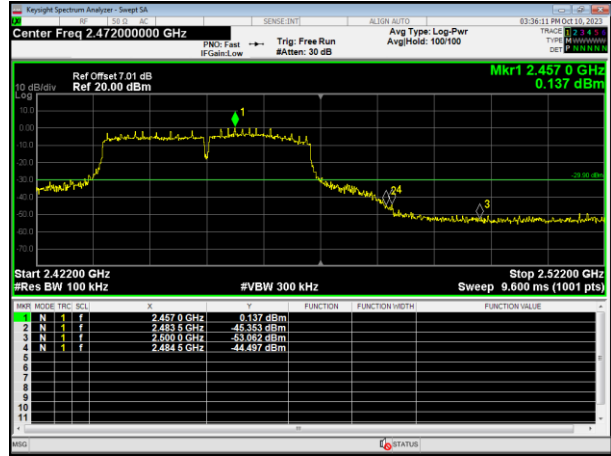 Keysight Spectrum Analyzer - Swept SA
RF 50 Ω AC SENSE:INT ALIGN AUTO 03:36:11 PM Oct 10, 2023
Center Freq 2.472000000 GHz
PNO: Fast
IFGain:Low
Trig: Free Run
#Atten: 30 dB
Avg Type: Log-Pwr
Avg|Hold: 100/100
TRACE 1 2 3 4 5 6
TYPE M
DET P N N N N N
Ref Offset 7.01 dB
Ref 20.00 dBm
10 dB/div
Log
Mkr1 2.457 0 GHz
0.137 dBm
10.0
0.00
-10.0
-20.0
-30.0
-40.0
-50.0
-60.0
-70.0
1
24
3
Start 2.42200 GHz
#Res BW 100 kHz
#VBW 300 kHz
Stop 2.52200 GHz
Sweep 9.600 ms (1001 pts)
MKR MODE TRC SCL X Y FUNCTION FUNCTION WIDTH FUNCTION VALUE
1 N 1 f 2.457 0 GHz 0.137 dBm
2 N 1 f 2.483 5 GHz -45.353 dBm
3 N 1 f 2.500 0 GHz -53.062 dBm
4 N 1 f 2.484 5 GHz -44.497 dBm
5
6
7
8
9
10
11
MSG STATUS